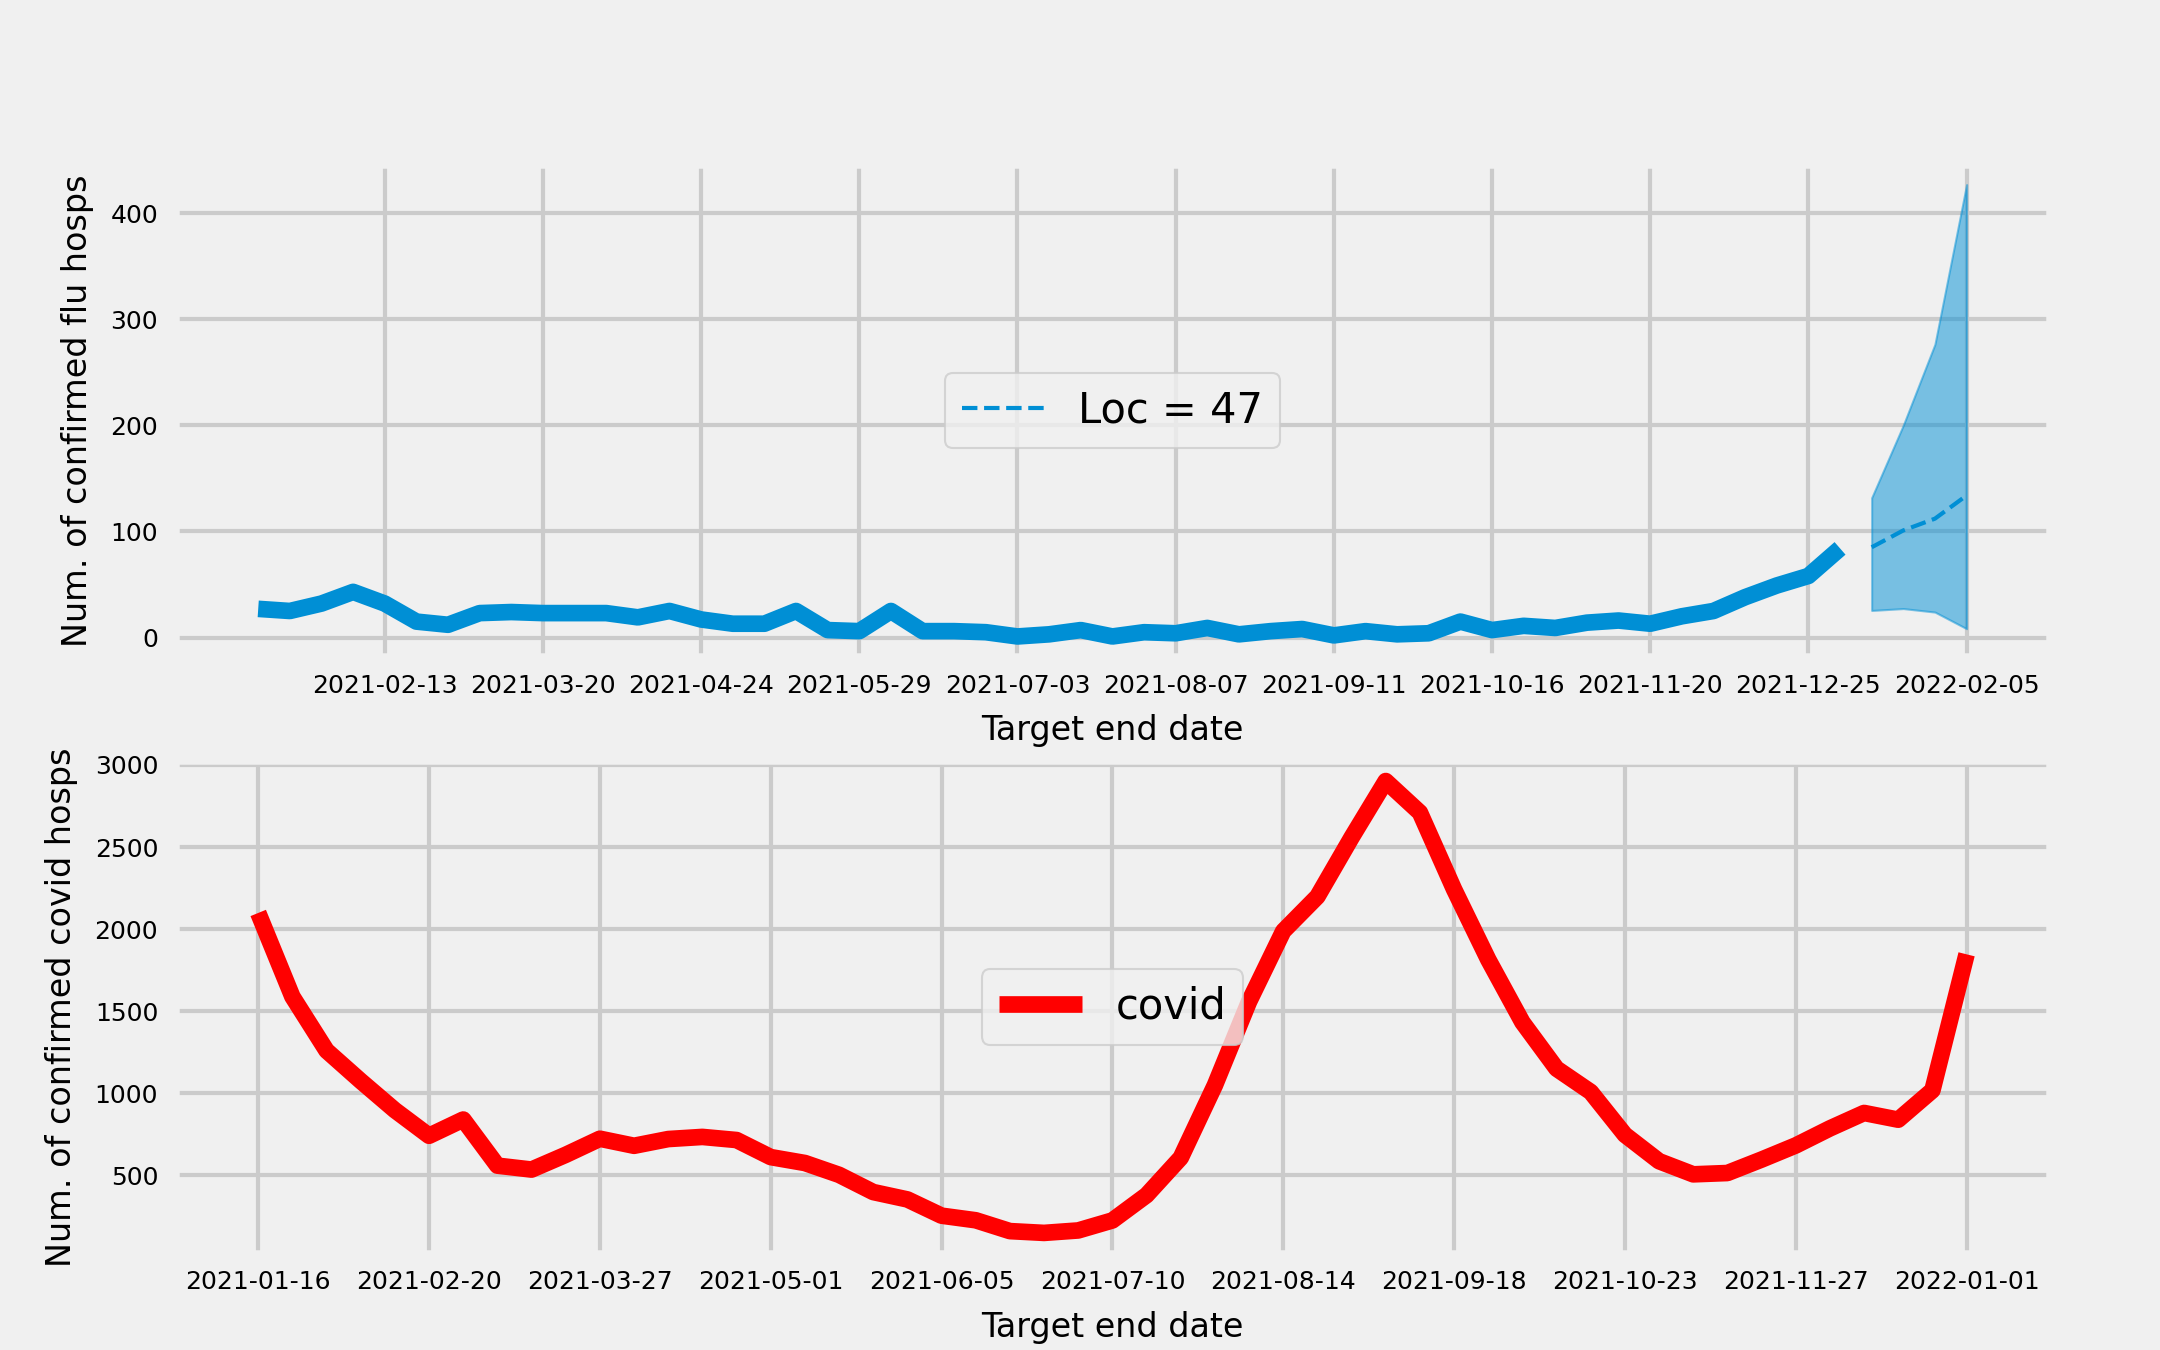 Num. of confirmed flu hosps
400
300
200
100
0
Loc = 47
2021-02-13 2021-03-20 2021-04-24 2021-05-29 2021-07-03 2021-08-07 2021-09-11 2021-10-16 2021-11-20 2021-12-25 2022-02-05
Target end date
Num. of confirmed covid hosps
3000
2500
2000
1500
1000
500
covid
2021-01-16 2021-02-20 2021-03-27 2021-05-01 2021-06-05 2021-07-10 2021-08-14 2021-09-18 2021-10-23 2021-11-27 2022-01-01
Target end date